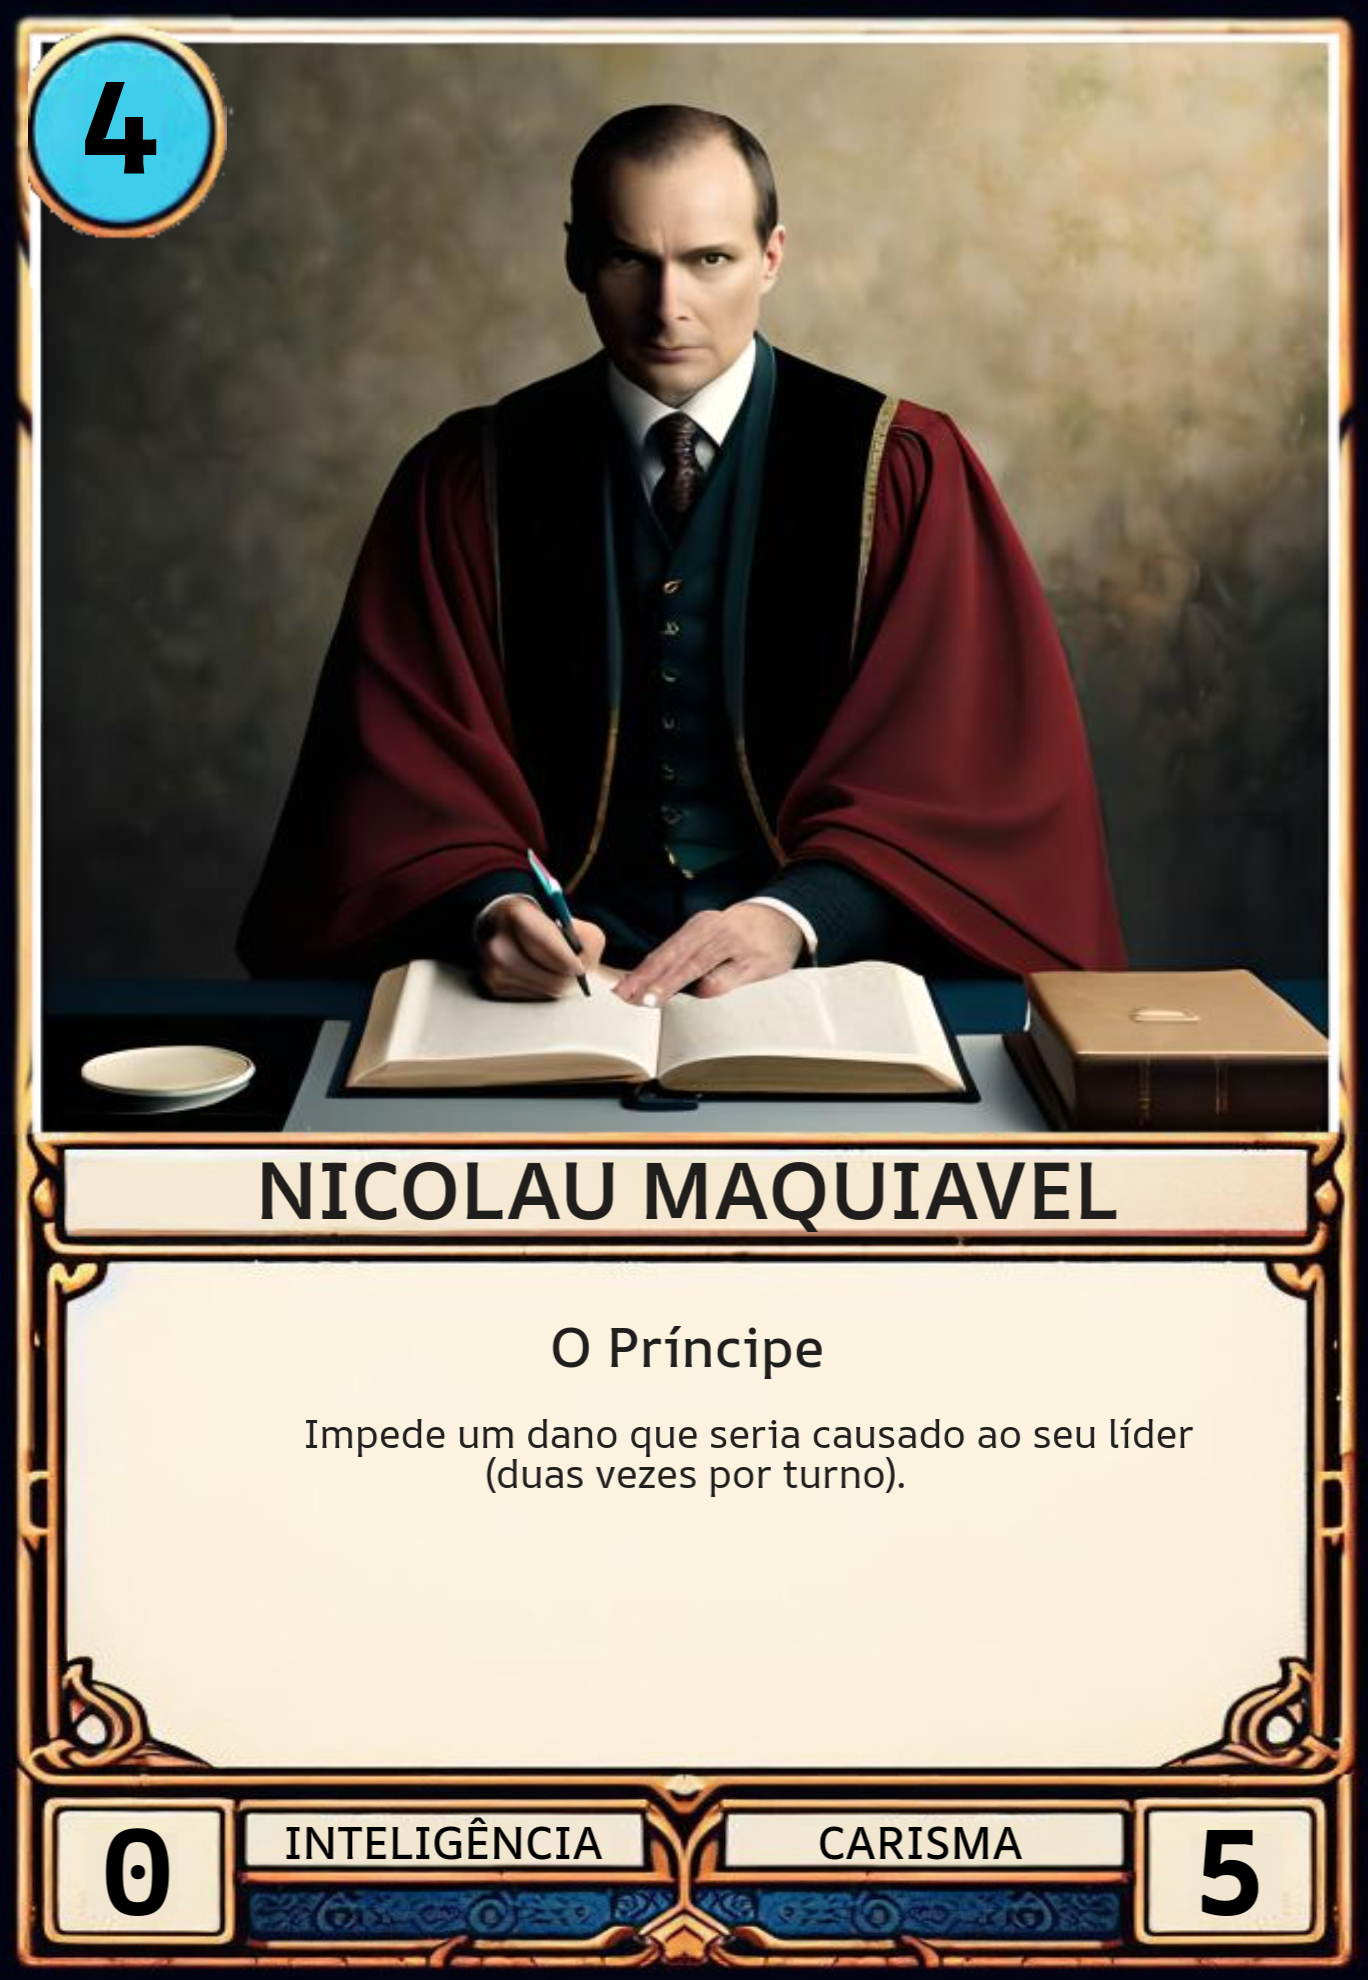 4
NICOLAU MAQUIAVEL
O Príncipe
Impede um dano que seria causado ao seu líder
(duas vezes por turno).
0
INTELIGÊNCIA
CARISMA
5